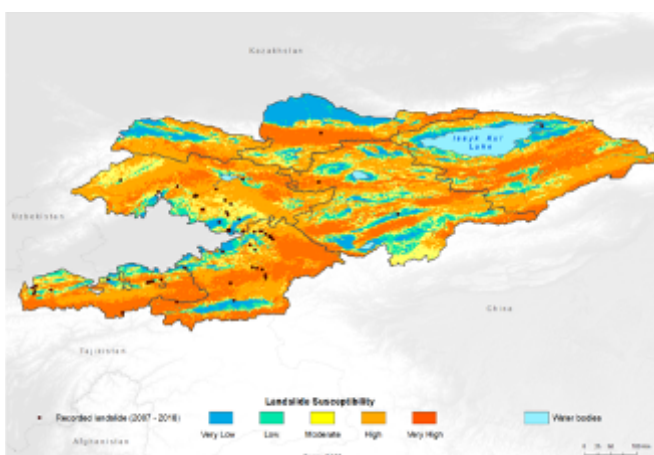 Kazakhstan
Issyk Kul
Lake
Uzbekistan
China
Tajikistan
Landslide Susceptibility
Recorded landslide (2007 - 2016)
Water bodies
Very Low Low Moderate High Very High
Afghanistan